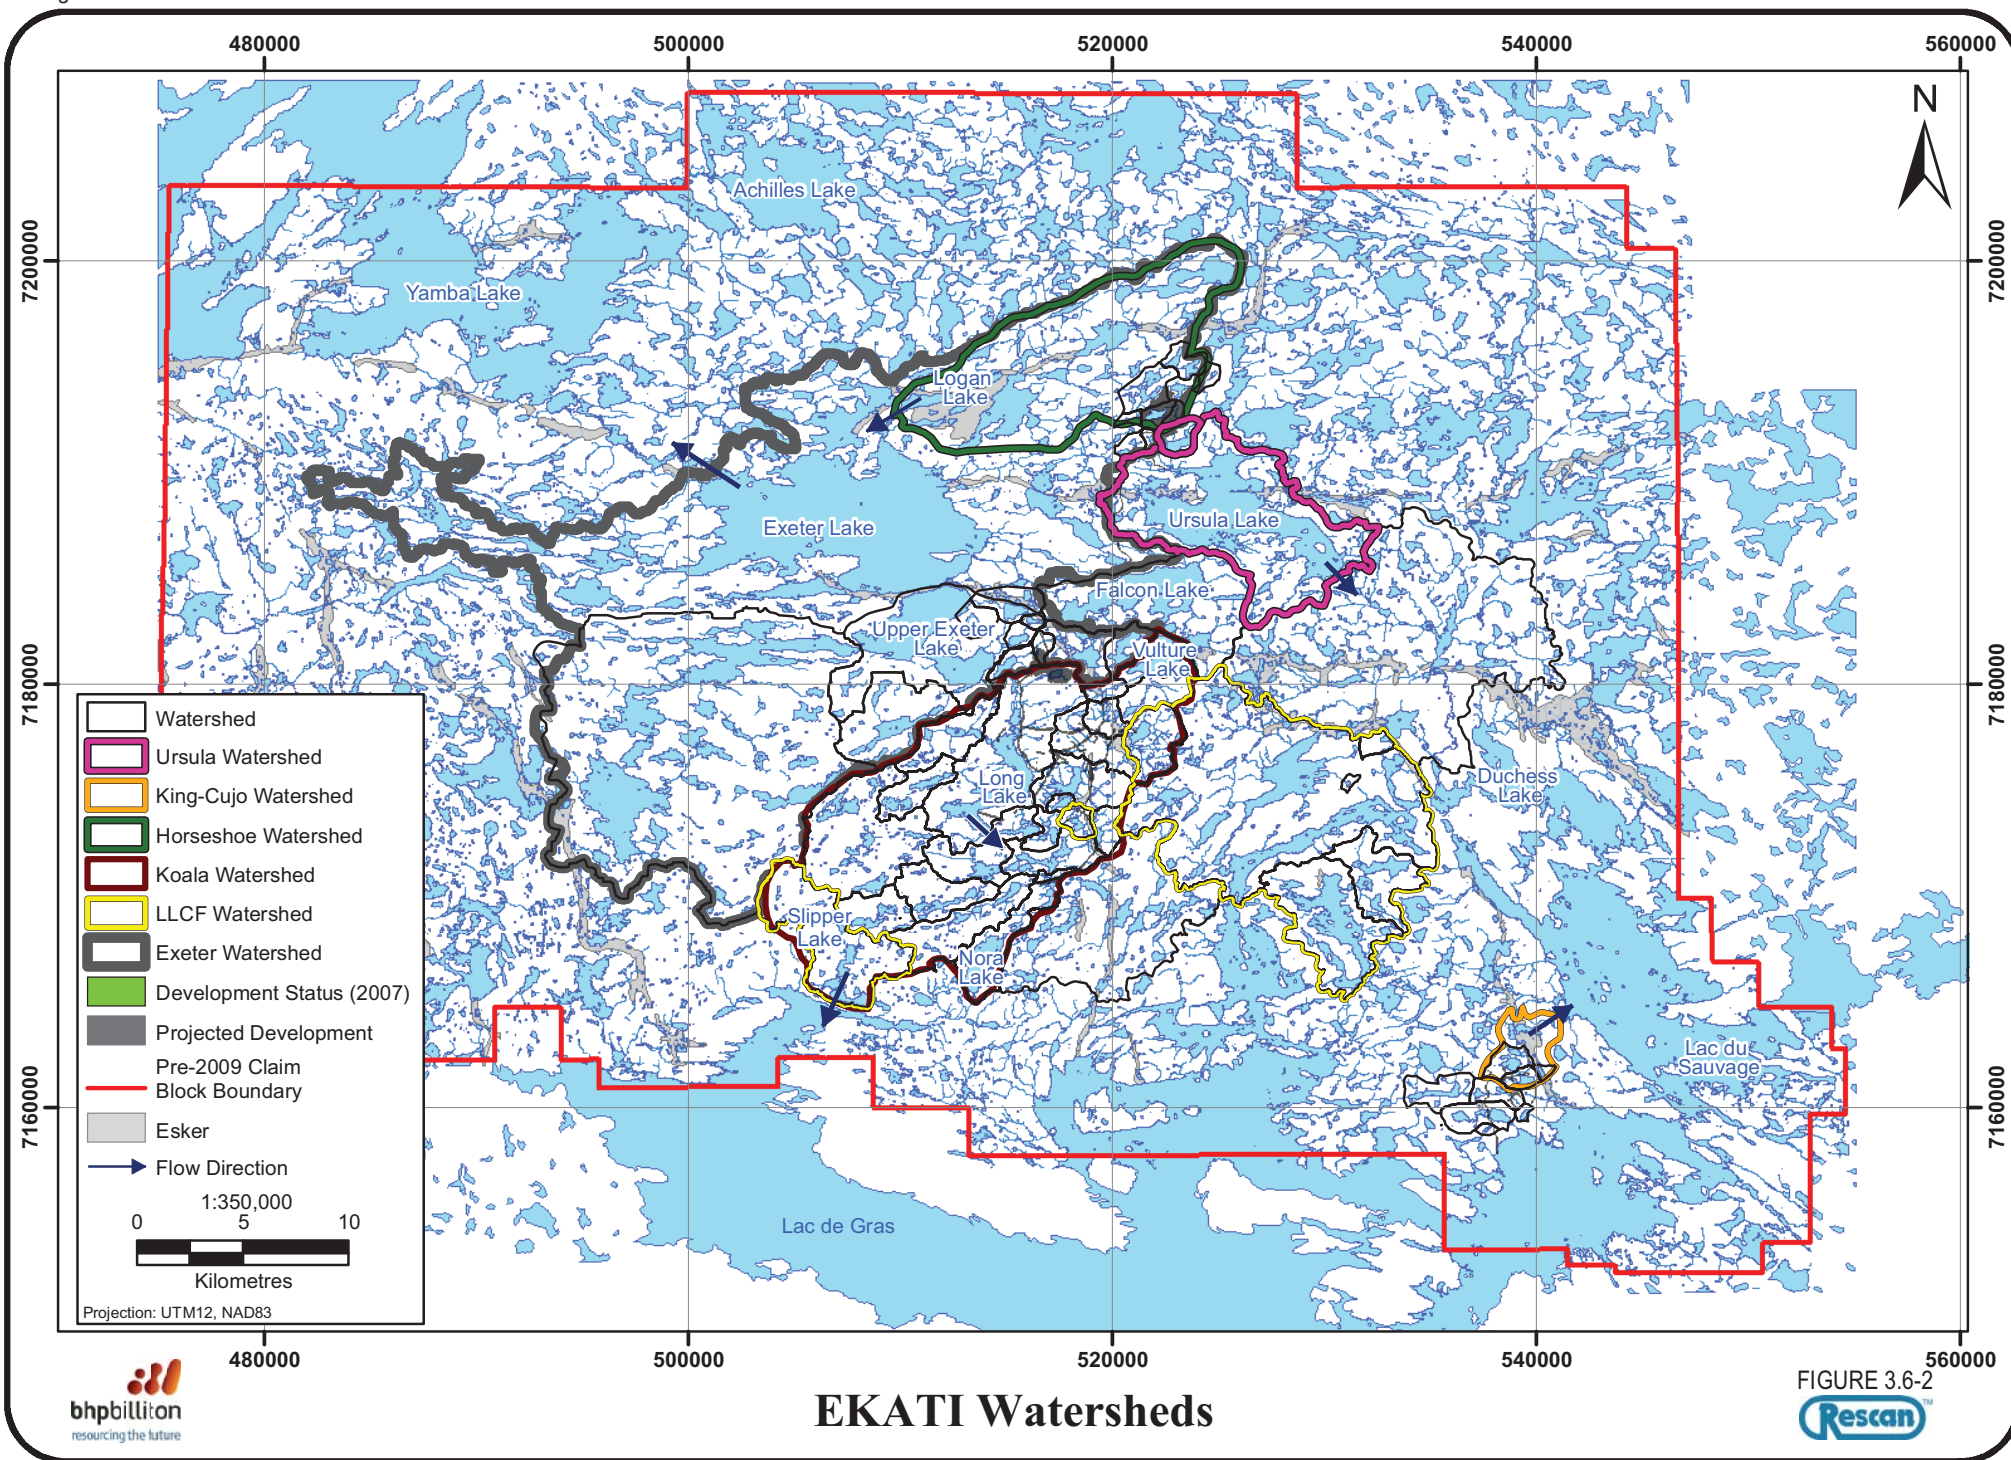 480000
500000
520000
540000
560000
N
Achilles Lake
7200000
7200000
Yamba Lake
Logan
Lake
Exeter Lake
Ursula Lake
Falcon Lake
Upper Exeter
Lake
Vulture
Lake
7180000
7180000
Long
Lake
Duchess
Lake
Slipper
Lake
Nora
Lake
Lac du
Sauvage
7160000
7160000
Lac de Gras
Watershed
Ursula Watershed
King-Cujo Watershed
Horseshoe Watershed
Koala Watershed
LLCF Watershed
Exeter Watershed
Development Status (2007)
Projected Development
Pre-2009 Claim
Block Boundary
Esker
Flow Direction
1:350,000
0 5 10
Kilometres
Projection: UTM12, NAD83
480000
500000
520000
540000
560000
bhpbilliton
resourcing the future
EKATI Watersheds
FIGURE 3.6-2
Rescan™